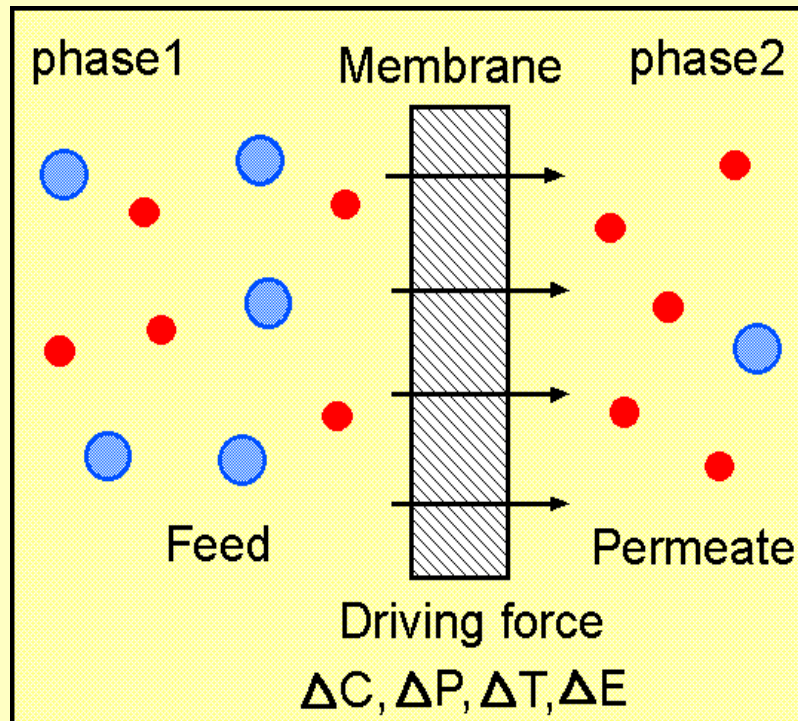 phase1 Membrane phase2
Feed
Permeate
Driving force
ΔC, ΔP, ΔT, ΔE